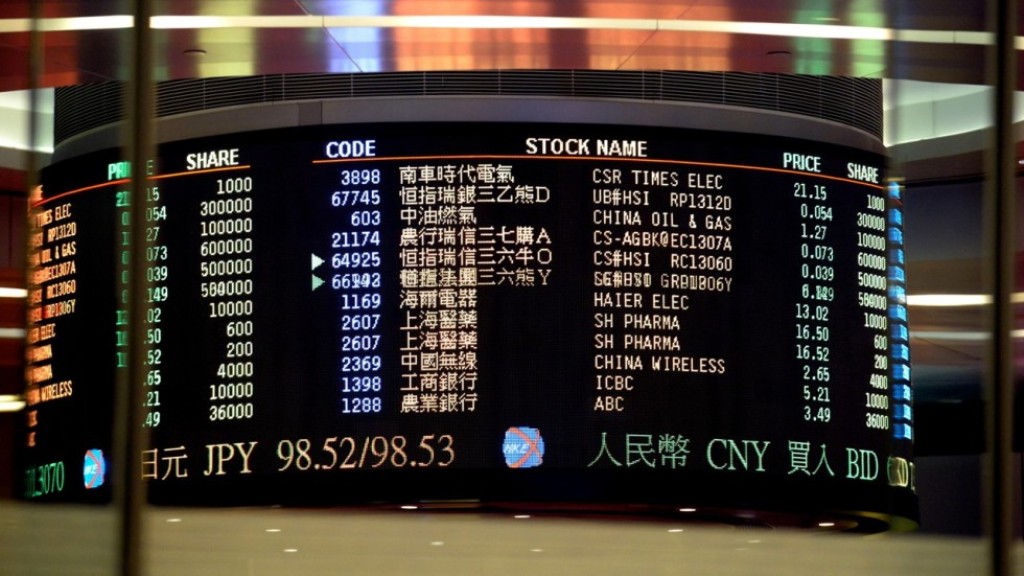 SHARE CODE STOCK NAME PRICE SHARE
1000 3898 南車時代電氣 CSR TIMES ELEC 21.15 1000
300000 67745 恒指瑞銀三乙熊D UB#HSI RP1312D 0.054 300000
100000 603 中油燃氣 CHINA OIL & GAS 1.27 100000
600000 21174 農行瑞信三七購A CS-AGBK@EC1307A 0.073 600000
500000 64925 恒指瑞信三六牛O CS#HSI RC1306O 0.039 500000
三六熊Y
10000 1169 海爾電器 HAIER ELEC 13.02 10000
600 2607 上海醫藥 SH PHARMA 16.50 600
200 2607 上海醫藥 SH PHARMA 16.52 200
4000 2369 中國無線 CHINA WIRELESS 2.65 4000
10000 1398 工商銀行 ICBC 5.21 10000
36000 1288 農業銀行 ABC 3.49 36000
日元 JPY 98.52/98.53 人民幣 CNY 買入 BID